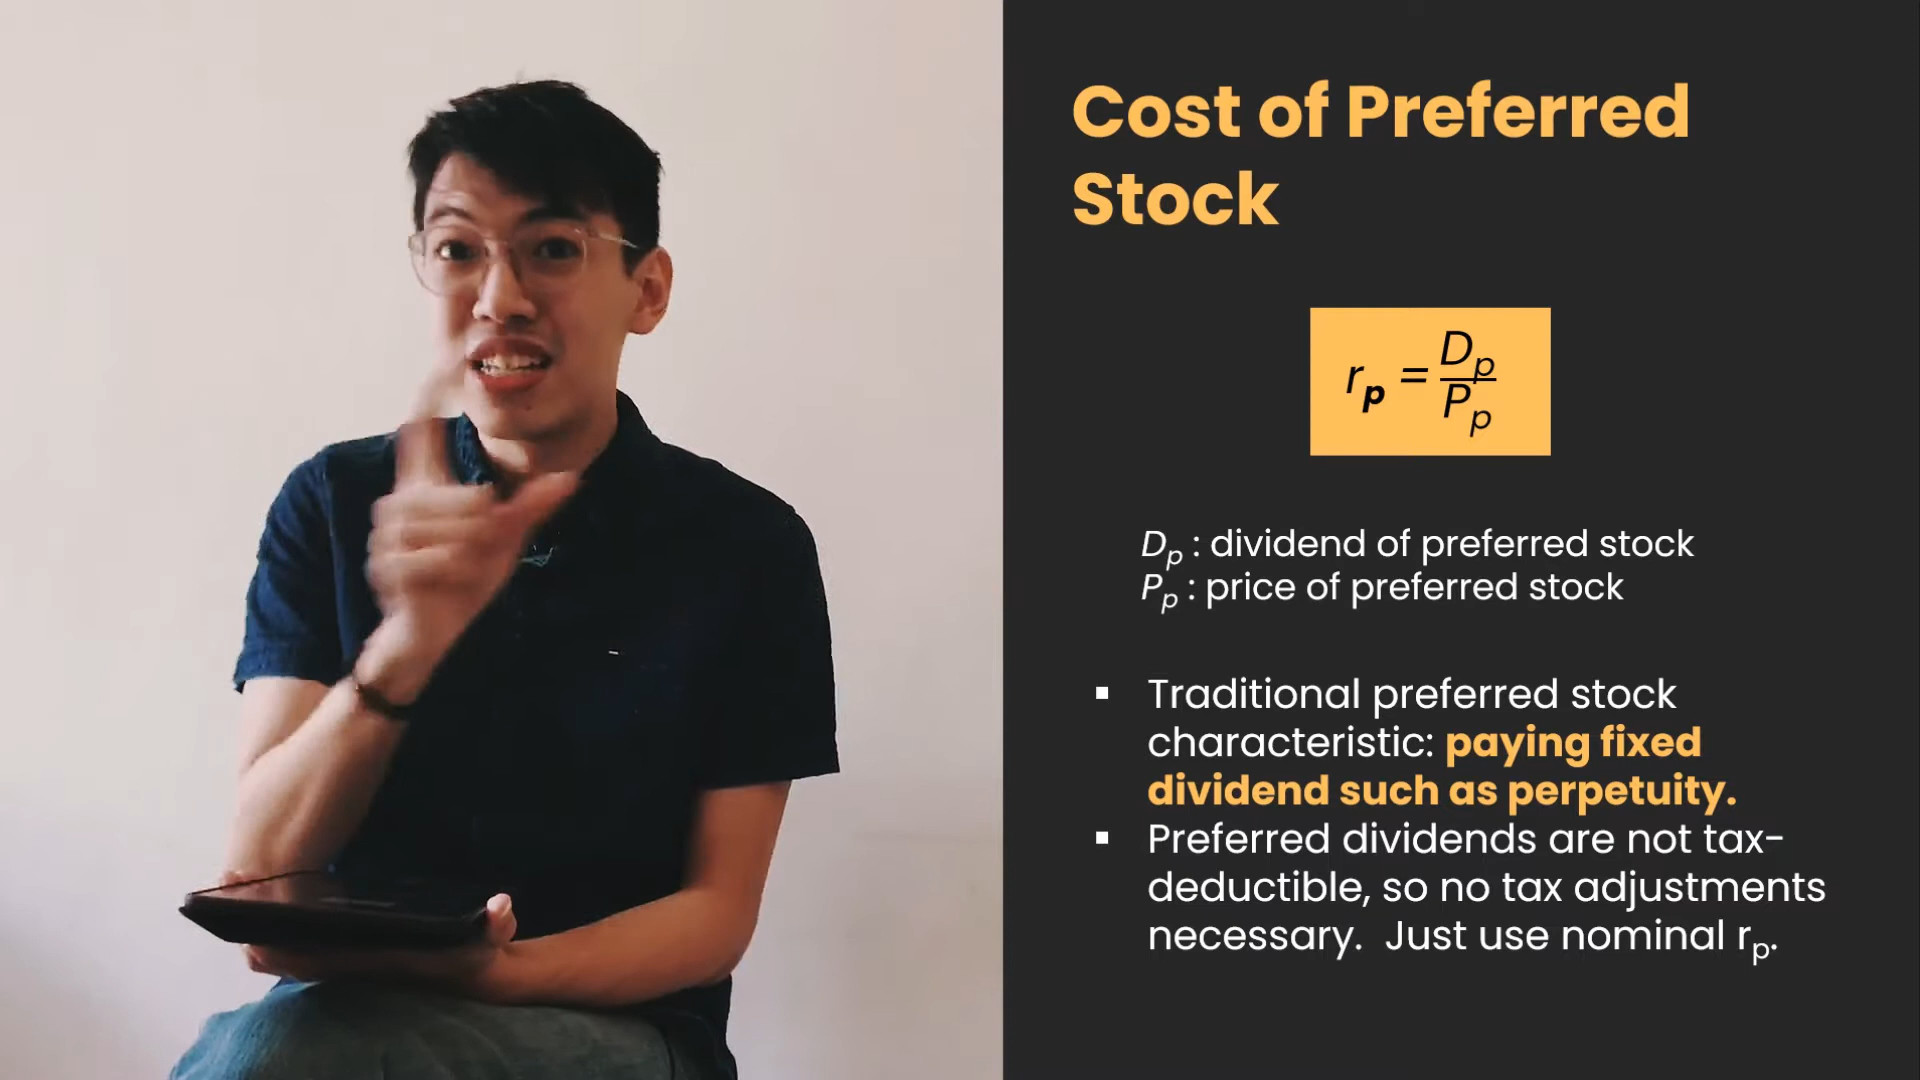 Cost of Preferred
Stock
rₚ = Dₚ/Pₚ
Dₚ : dividend of preferred stock
Pₚ : price of preferred stock
▪ Traditional preferred stock
characteristic: paying fixed
dividend such as perpetuity.
▪ Preferred dividends are not tax-
deductible, so no tax adjustments
necessary. Just use nominal rₚ.